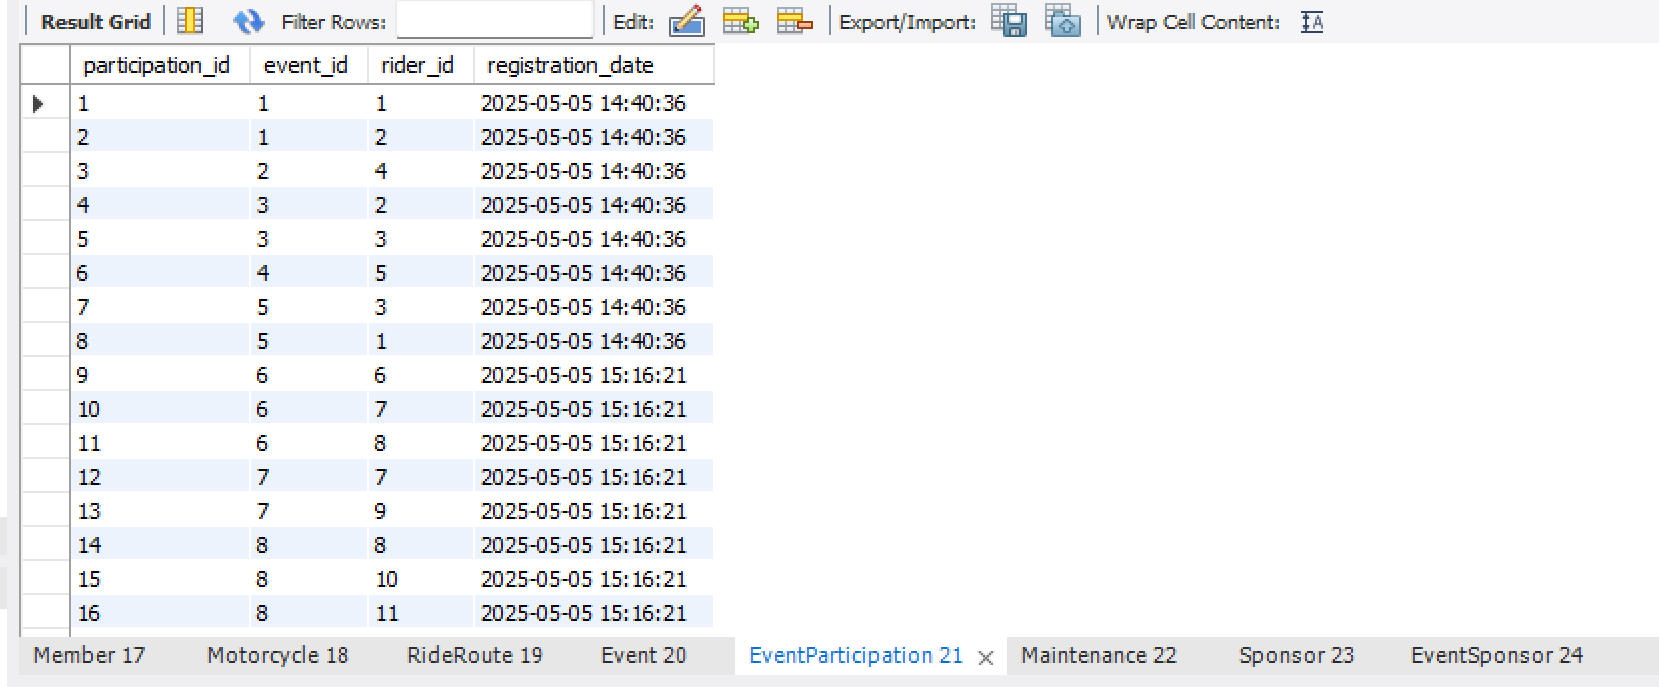 Result Grid Filter Rows: Edit: Export/Import: Wrap Cell Content: IA
participation_id event_id rider_id registration_date
1 1 1 2025-05-05 14:40:36
2 1 2 2025-05-05 14:40:36
3 2 4 2025-05-05 14:40:36
4 3 2 2025-05-05 14:40:36
5 3 3 2025-05-05 14:40:36
6 4 5 2025-05-05 14:40:36
7 5 3 2025-05-05 14:40:36
8 5 1 2025-05-05 14:40:36
9 6 6 2025-05-05 15:16:21
10 6 7 2025-05-05 15:16:21
11 6 8 2025-05-05 15:16:21
12 7 7 2025-05-05 15:16:21
13 7 9 2025-05-05 15:16:21
14 8 8 2025-05-05 15:16:21
15 8 10 2025-05-05 15:16:21
16 8 11 2025-05-05 15:16:21
Member 17 Motorcycle 18 RideRoute 19 Event 20 EventParticipation 21 Maintenance 22 Sponsor 23 EventSponsor 24